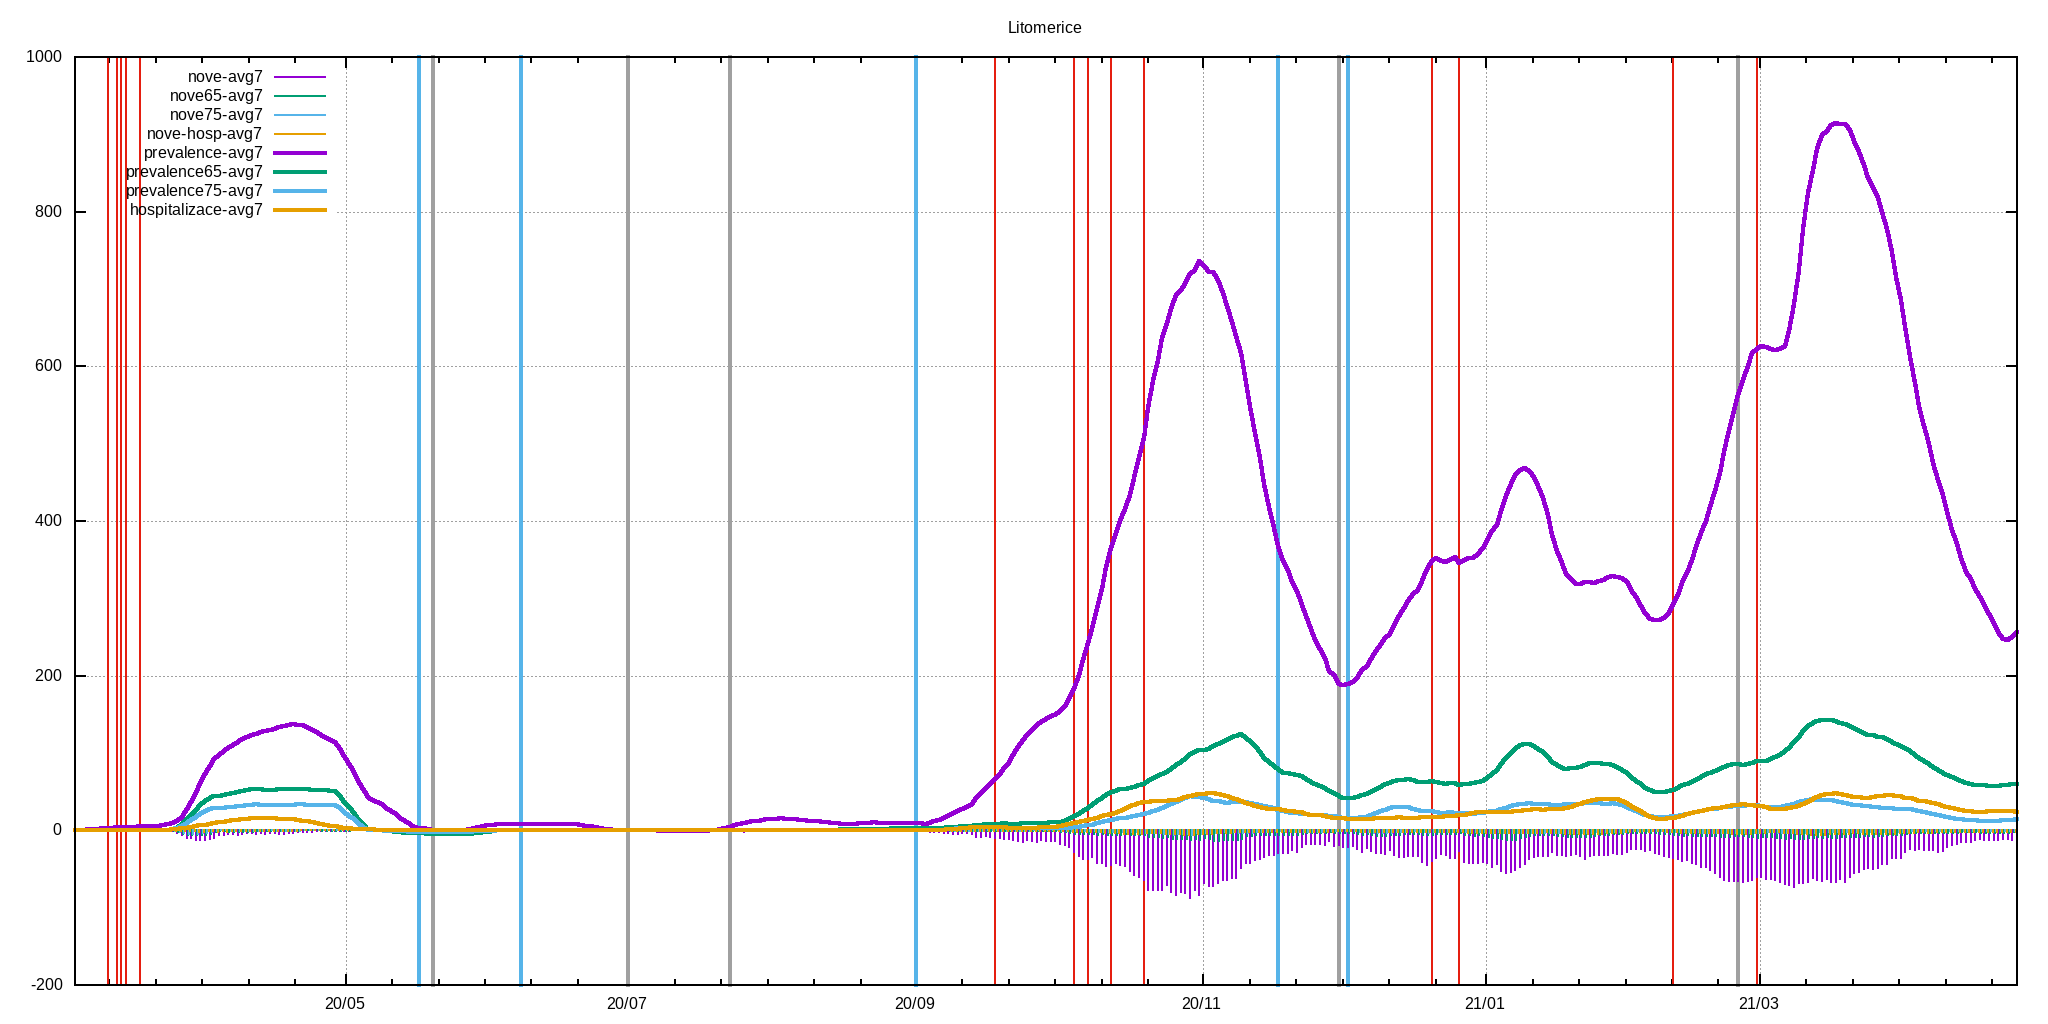 Litomerice
1000
800
600
400
200
0
-200
nove-avg7
nove65-avg7
nove75-avg7
nove-hosp-avg7
prevalence-avg7
prevalence65-avg7
prevalence75-avg7
hospitalizace-avg7
20/05
20/07
20/09
20/11
21/01
21/03